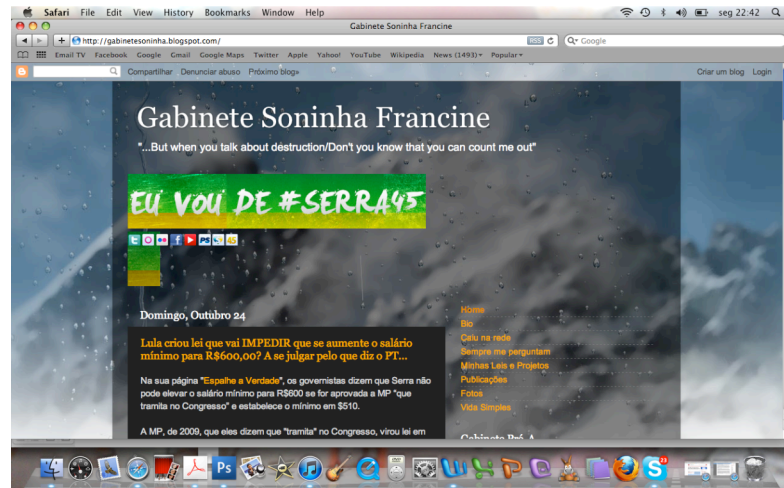 Safari File Edit View History Bookmarks Window Help seg 22:42
Gabinete Soninha Francine
http://gabinetesoninha.blogspot.com/ RSS Google
Email TV Facebook Google Gmail Google Maps Twitter Apple Yahoo! YouTube Wikipedia News (1493) Popular
Compartilhar Denunciar abuso Próximo blog» Criar um blog Login
Gabinete Soninha Francine
"...But when you talk about destruction/Don't you know that you can count me out"
EU VOU DE #SERRA45
PS 45
Domingo, Outubro 24
Lula criou lei que vai IMPEDIR que se aumente o salário
mínimo para R$600,00? A se julgar pelo que diz o PT...
Na sua página "Espalhe a Verdade", os governistas dizem que Serra não
pode elevar o salário mínimo para R$600 se for aprovada a MP "que
tramita no Congresso" e estabelece o mínimo em $510.
A MP, de 2009, que eles dizem que "tramita" no Congresso, virou lei em
Home
Bio
Caiu na rede
Sempre me perguntam
Minhas Leis e Projetos
Publicações
Fotos
Vida Simples
Ps